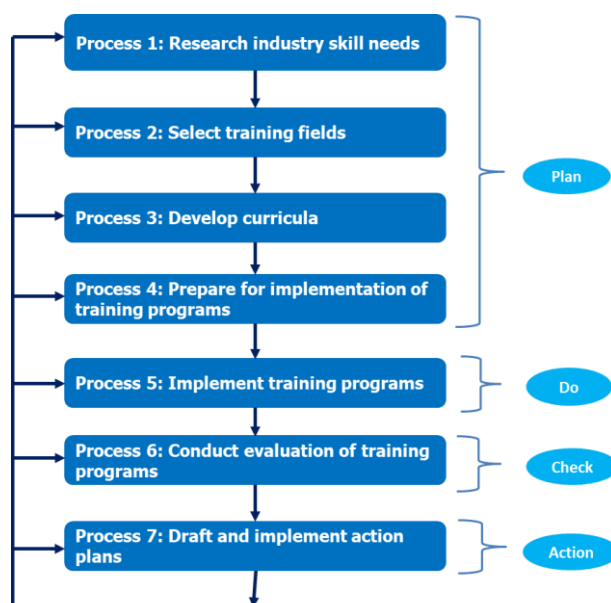 Process 1: Research industry skill needs
Process 2: Select training fields
Plan
Process 3: Develop curricula
Process 4: Prepare for implementation of
training programs
Process 5: Implement training programs
Do
Process 6: Conduct evaluation of training
programs
Check
Process 7: Draft and implement action
plans
Action